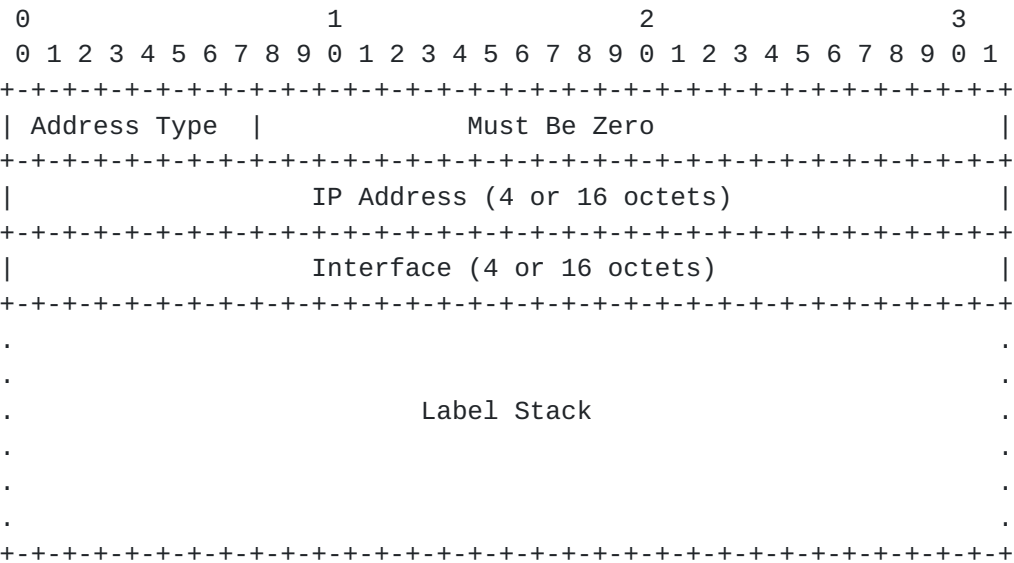 0                   1                   2                   3
 0 1 2 3 4 5 6 7 8 9 0 1 2 3 4 5 6 7 8 9 0 1 2 3 4 5 6 7 8 9 0 1
+-+-+-+-+-+-+-+-+-+-+-+-+-+-+-+-+-+-+-+-+-+-+-+-+-+-+-+-+-+-+-+-+
| Address Type  |             Must Be Zero                      |
+-+-+-+-+-+-+-+-+-+-+-+-+-+-+-+-+-+-+-+-+-+-+-+-+-+-+-+-+-+-+-+-+
|                   IP Address (4 or 16 octets)                 |
+-+-+-+-+-+-+-+-+-+-+-+-+-+-+-+-+-+-+-+-+-+-+-+-+-+-+-+-+-+-+-+-+
|                   Interface (4 or 16 octets)                  |
+-+-+-+-+-+-+-+-+-+-+-+-+-+-+-+-+-+-+-+-+-+-+-+-+-+-+-+-+-+-+-+-+
.                                                               .
.                                                               .
.                          Label Stack                          .
.                                                               .
.                                                               .
.                                                               .
+-+-+-+-+-+-+-+-+-+-+-+-+-+-+-+-+-+-+-+-+-+-+-+-+-+-+-+-+-+-+-+-+